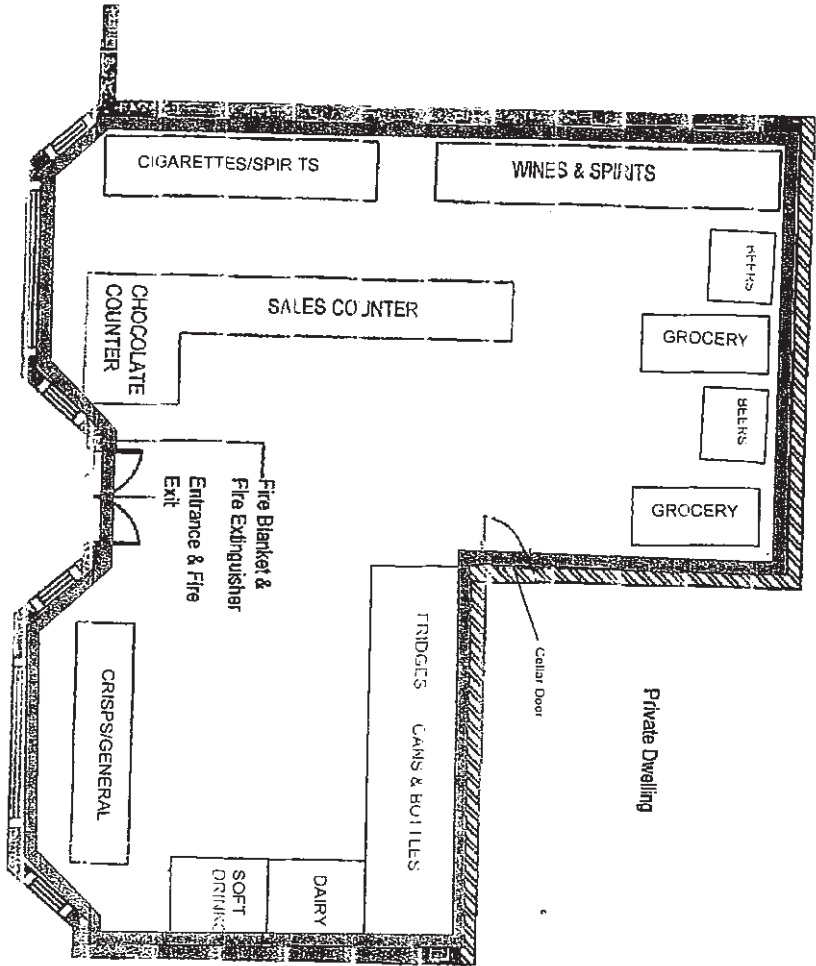 CIGARETTES/SPIRITS
WINES & SPIRITS
BEERS
SALES COUNTER
CHOCOLATE
COUNTER
GROCERY
BEERS
GROCERY
Fire Blanket &
Fire Extinguisher
Entrance & Fire
Exit
Cellar Door
Private Dwelling
FRIDGES CANS & BOTTLES
CRISPS/GENERAL
SOFT
DRINKS
DAIRY